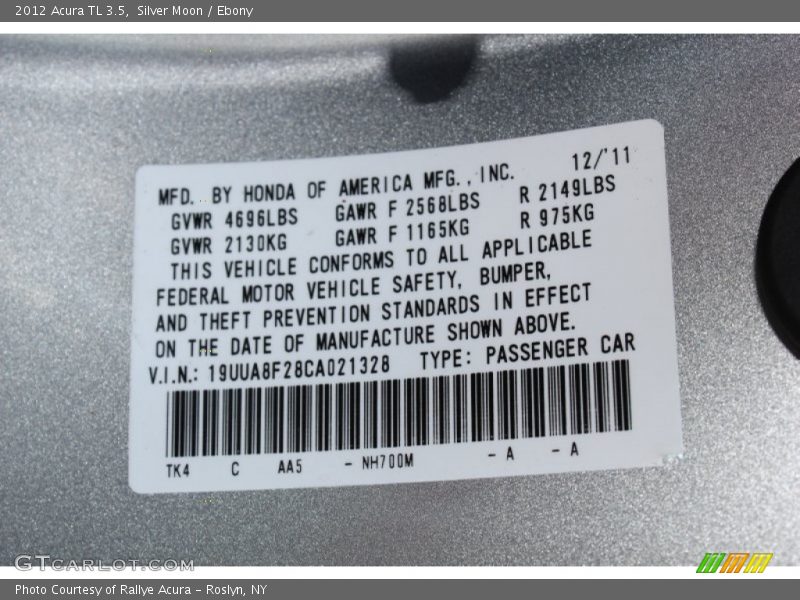 2012 Acura TL 3.5,  Silver Moon / Ebony
12/'11
MFD. BY HONDA OF AMERICA MFG., INC.
GVWR 4696LBS GAWR F 2568LBS R 2149LBS
GVWR 2130KG GAWR F 1165KG R 975KG
THIS VEHICLE CONFORMS TO ALL APPLICABLE
FEDERAL MOTOR VEHICLE SAFETY, BUMPER,
AND THEFT PREVENTION STANDARDS IN EFFECT
ON THE DATE OF MANUFACTURE SHOWN ABOVE.
V.I.N.: 19UUA8F28CA021328 TYPE: PASSENGER CAR
TK4 C AA5 - NH700M - A - A
GTCARLOT.COM
Photo Courtesy of Rallye Acura - Roslyn, NY